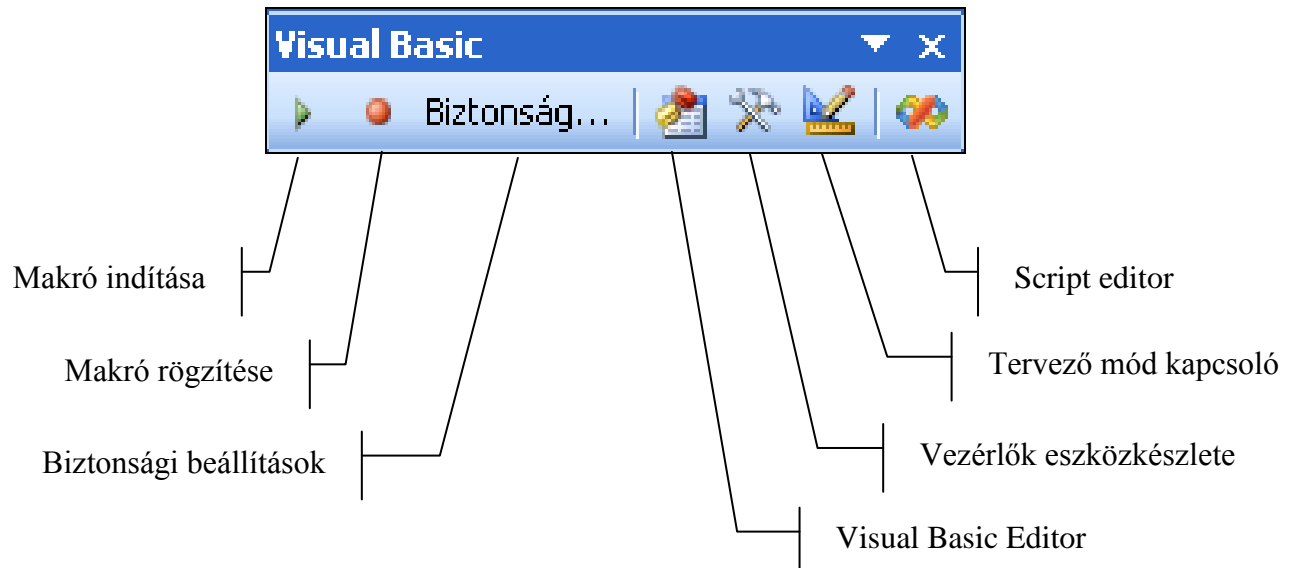 Visual Basic
Biztonság...
Makró indítása
Script editor
Makró rögzítése
Tervező mód kapcsoló
Biztonsági beállítások
Vezérlők eszközkészlete
Visual Basic Editor